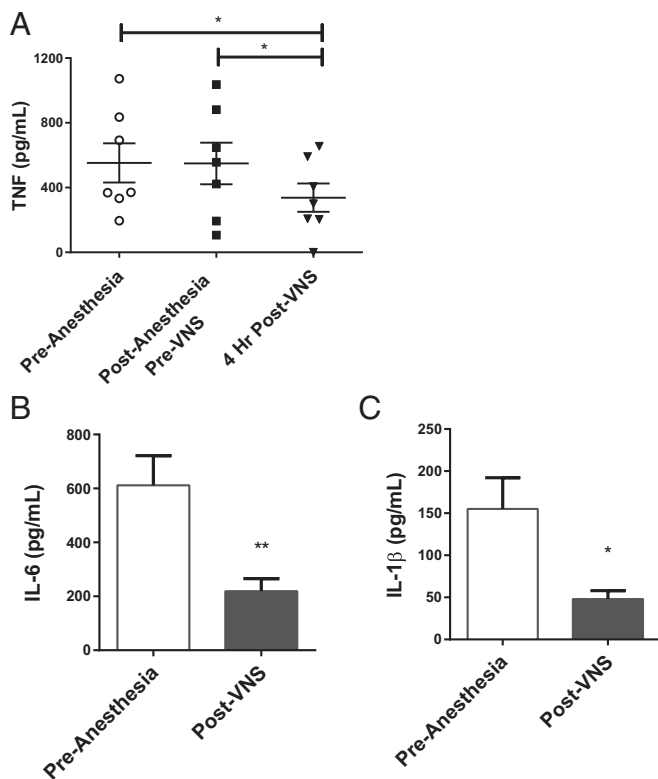 A
*
*
1200
800
400
0
TNF (pg/mL)
Pre-Anesthesia
Post-Anesthesia
Pre-VNS
4 Hr Post-VNS
B
800
600
400
200
0
IL-6 (pg/mL)
**
Pre-Anesthesia
Post-VNS
C
250
200
150
100
50
0
IL-1β (pg/mL)
*
Pre-Anesthesia
Post-VNS